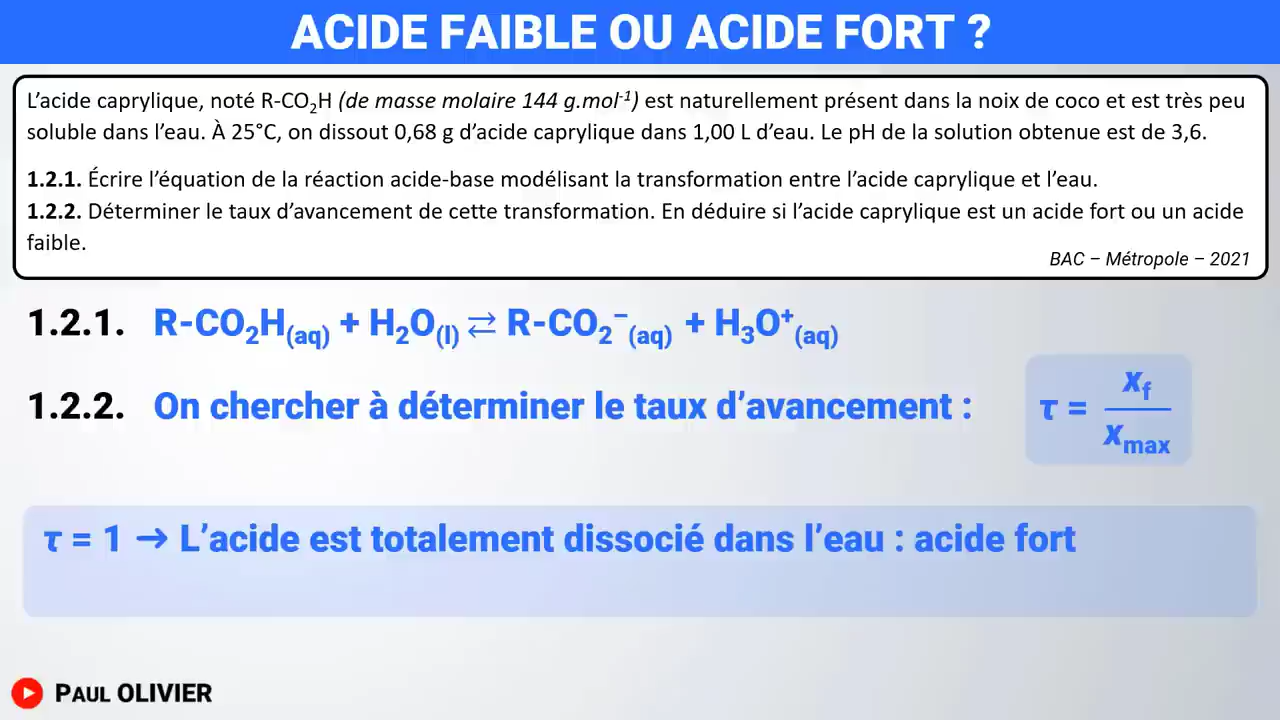 ACIDE FAIBLE OU ACIDE FORT ?
L’acide caprylique, noté R-CO₂H (de masse molaire 144 g.mol⁻¹) est naturellement présent dans la noix de coco et est très peu
soluble dans l’eau. À 25°C, on dissout 0,68 g d’acide caprylique dans 1,00 L d’eau. Le pH de la solution obtenue est de 3,6.
1.2.1. Écrire l’équation de la réaction acide-base modélisant la transformation entre l’acide caprylique et l’eau.
1.2.2. Déterminer le taux d’avancement de cette transformation. En déduire si l’acide caprylique est un acide fort ou un acide
faible.
BAC – Métropole – 2021
1.2.1. R-CO₂H(aq) + H₂O(l) ⇄ R-CO₂⁻(aq) + H₃O⁺(aq)
1.2.2. On chercher à déterminer le taux d’avancement : τ = xf / xmax
τ = 1 → L’acide est totalement dissocié dans l’eau : acide fort
PAUL OLIVIER